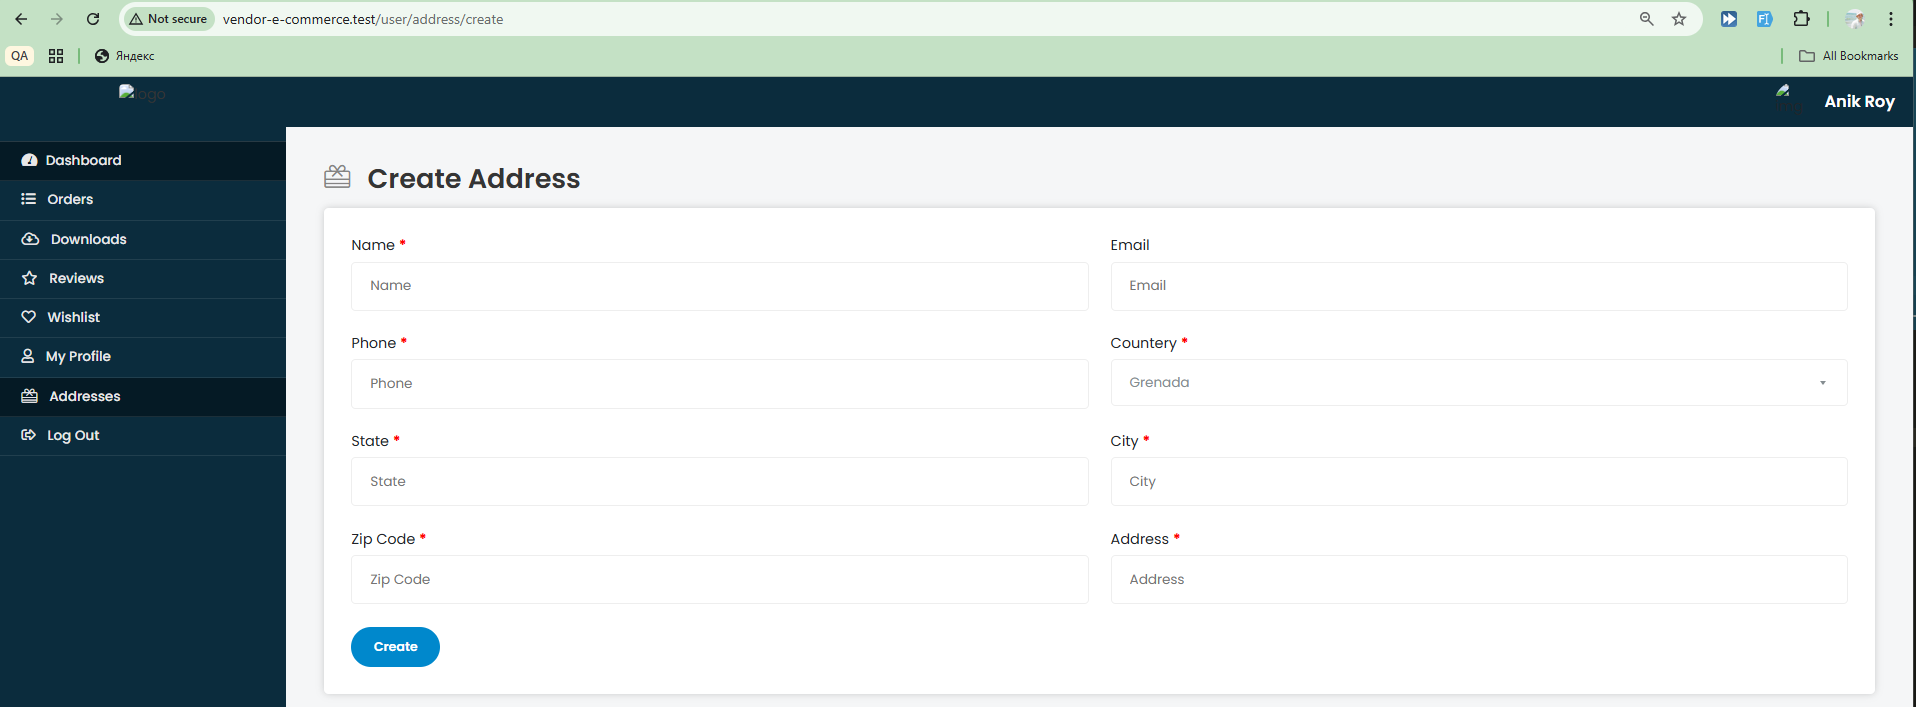 Not secure vendor-e-commerce.test/user/address/create
QA Яндекс All Bookmarks
logo Anik Roy
Dashboard
Orders
Downloads
Reviews
Wishlist
My Profile
Addresses
Log Out
Create Address
Name * Email
Name Email
Phone * Countery *
Phone Grenada
State * City *
State City
Zip Code * Address *
Zip Code Address
Create